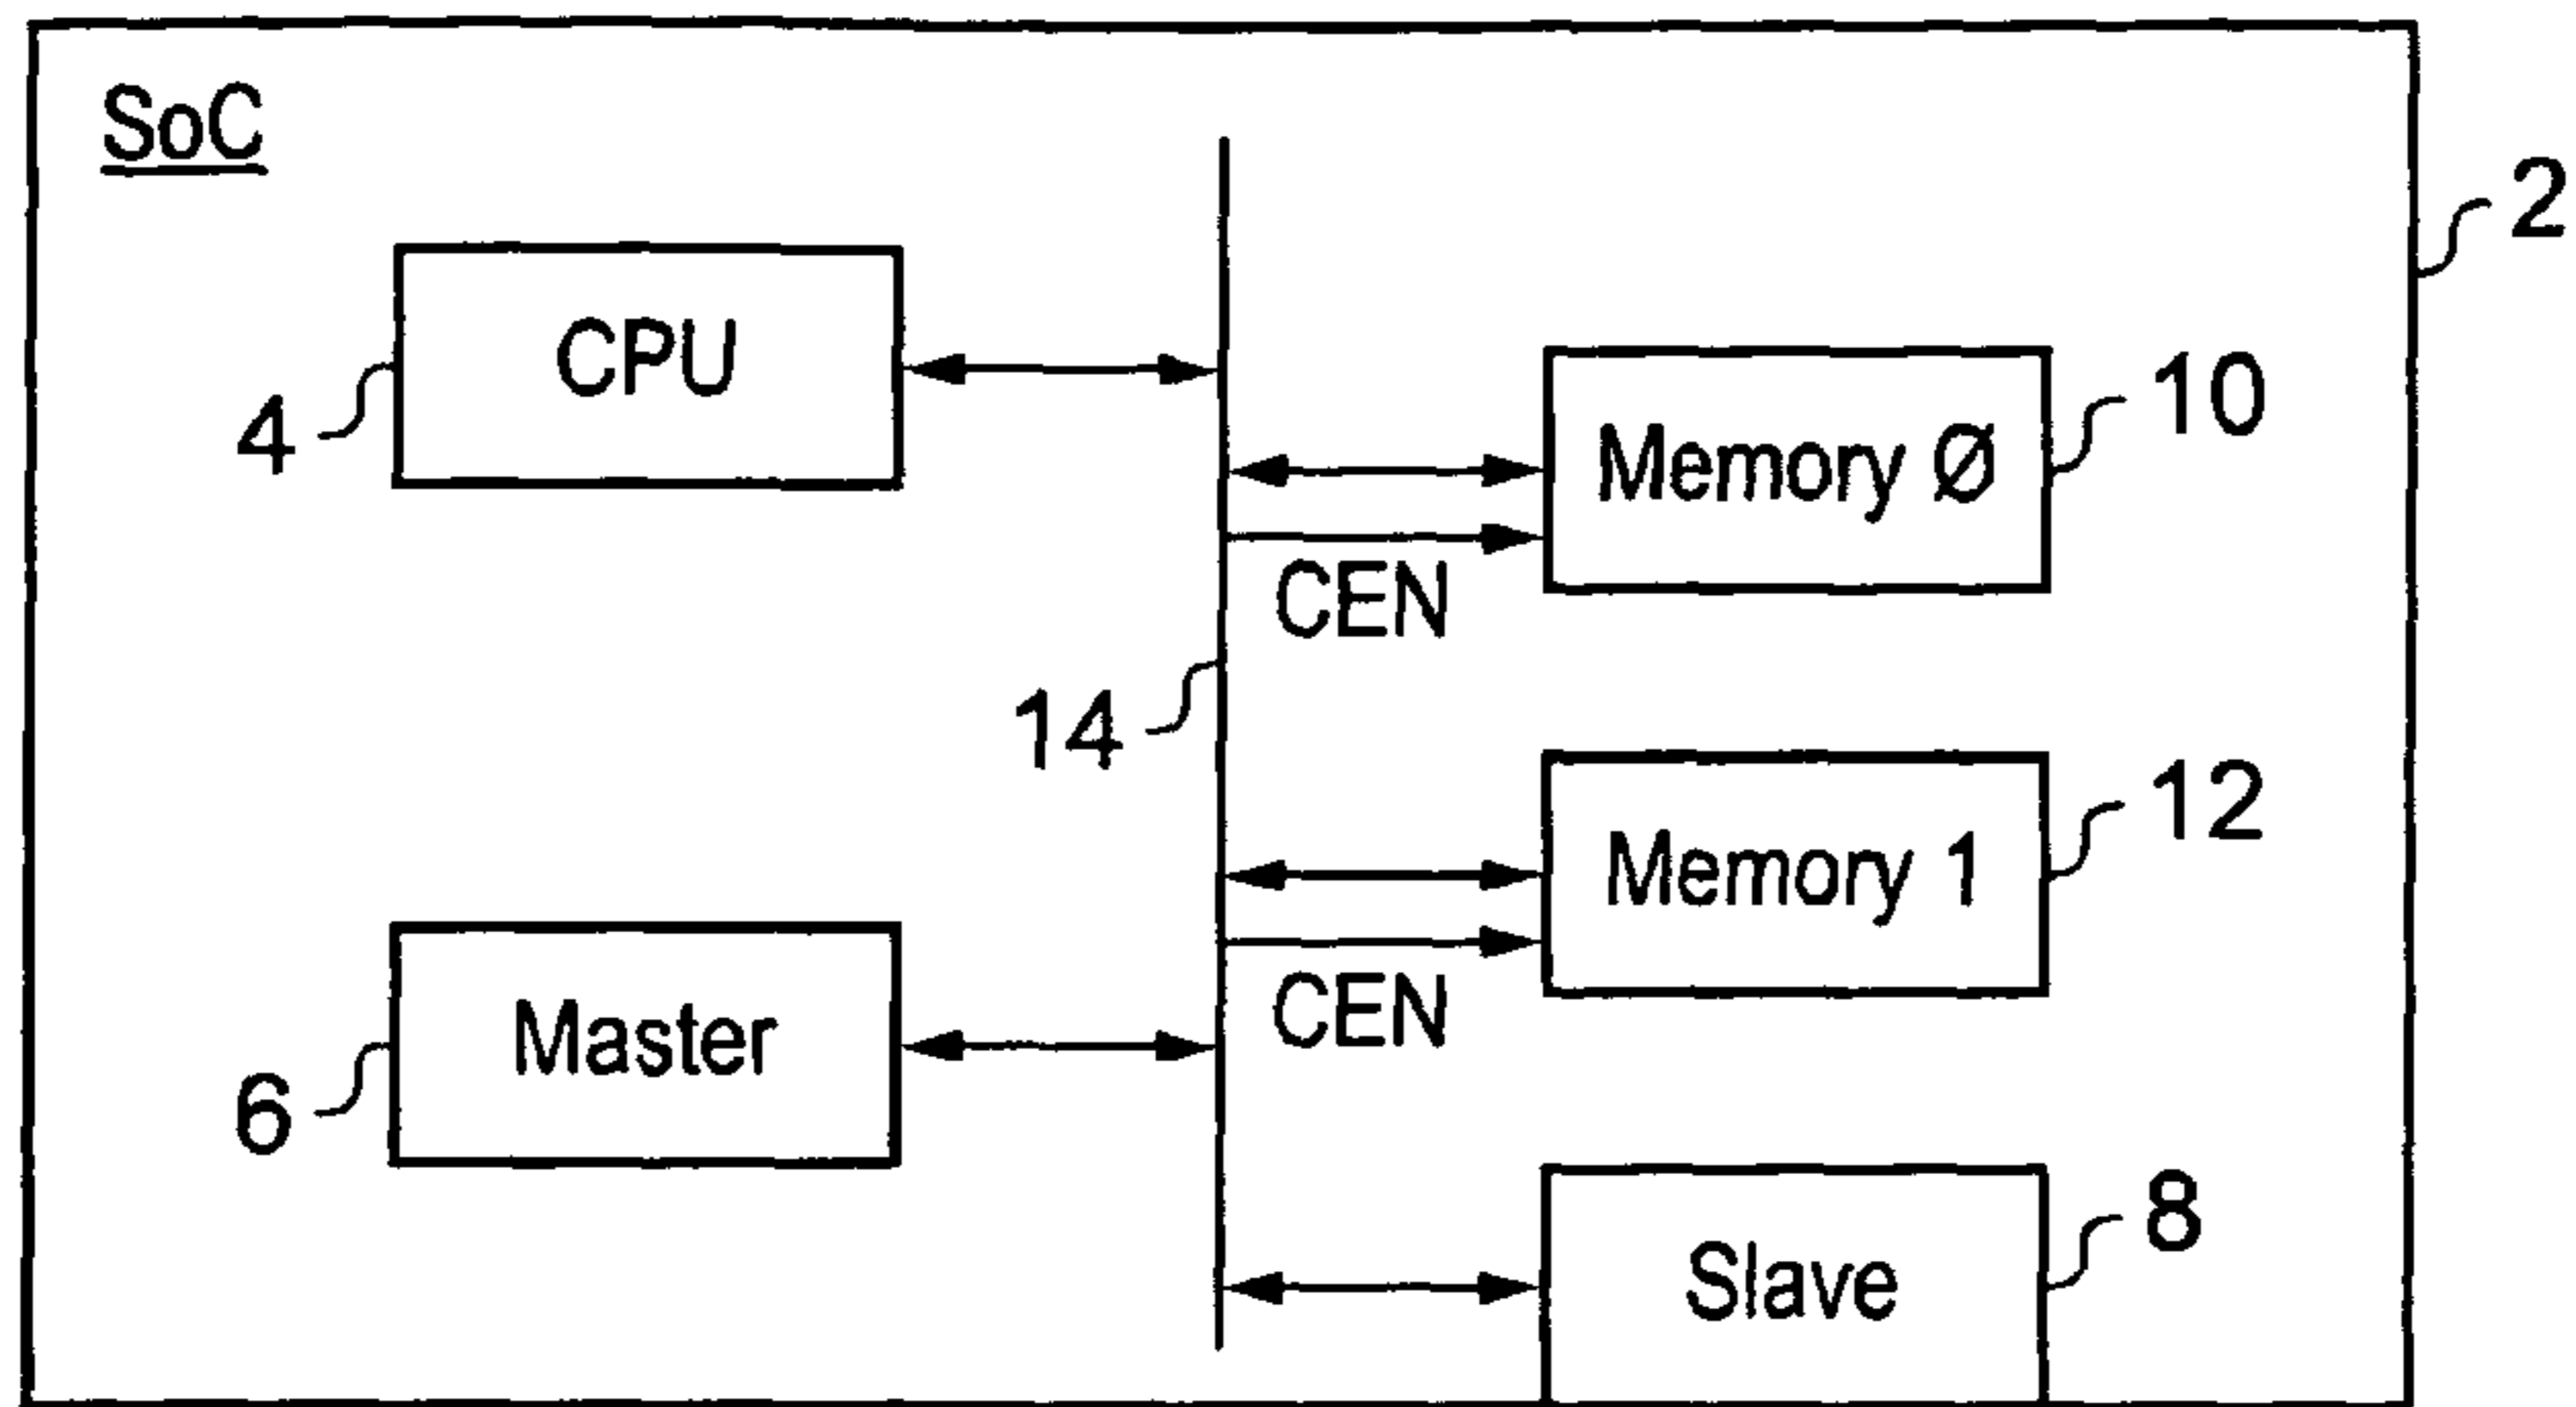 SoC
2
CPU
4
Memory Ø
10
CEN
14
Memory 1
12
CEN
Master
6
Slave
8